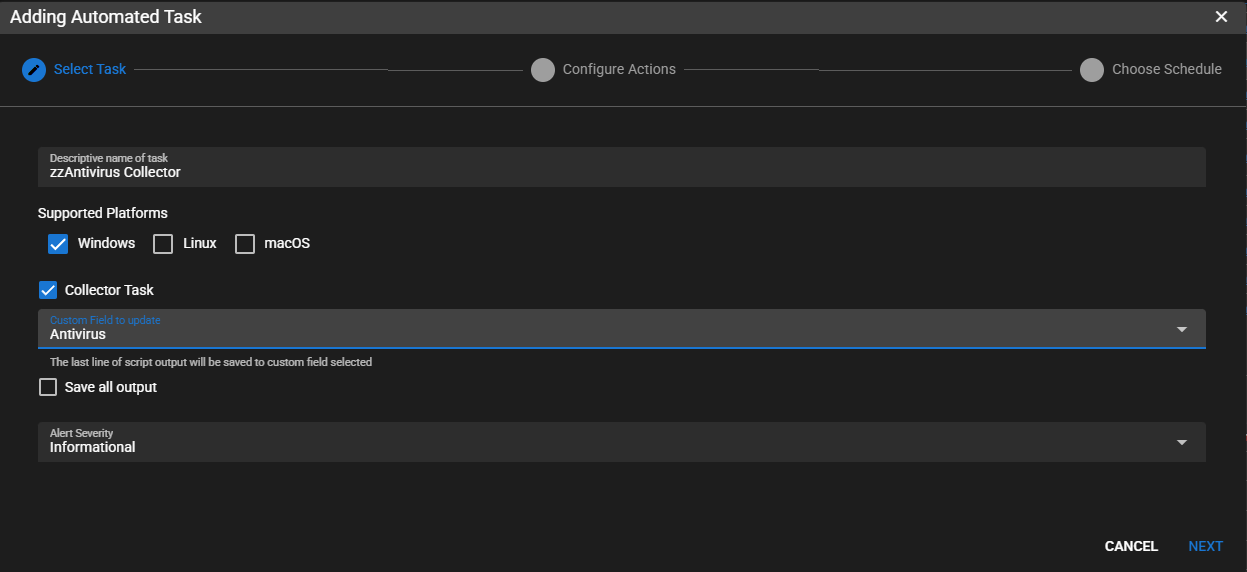 Adding Automated Task
Select Task
Configure Actions
Choose Schedule
Descriptive name of task
zzAntivirus Collector
Supported Platforms
Windows Linux macOS
Collector Task
Custom Field to update
Antivirus
The last line of script output will be saved to custom field selected
Save all output
Alert Severity
Informational
CANCEL NEXT